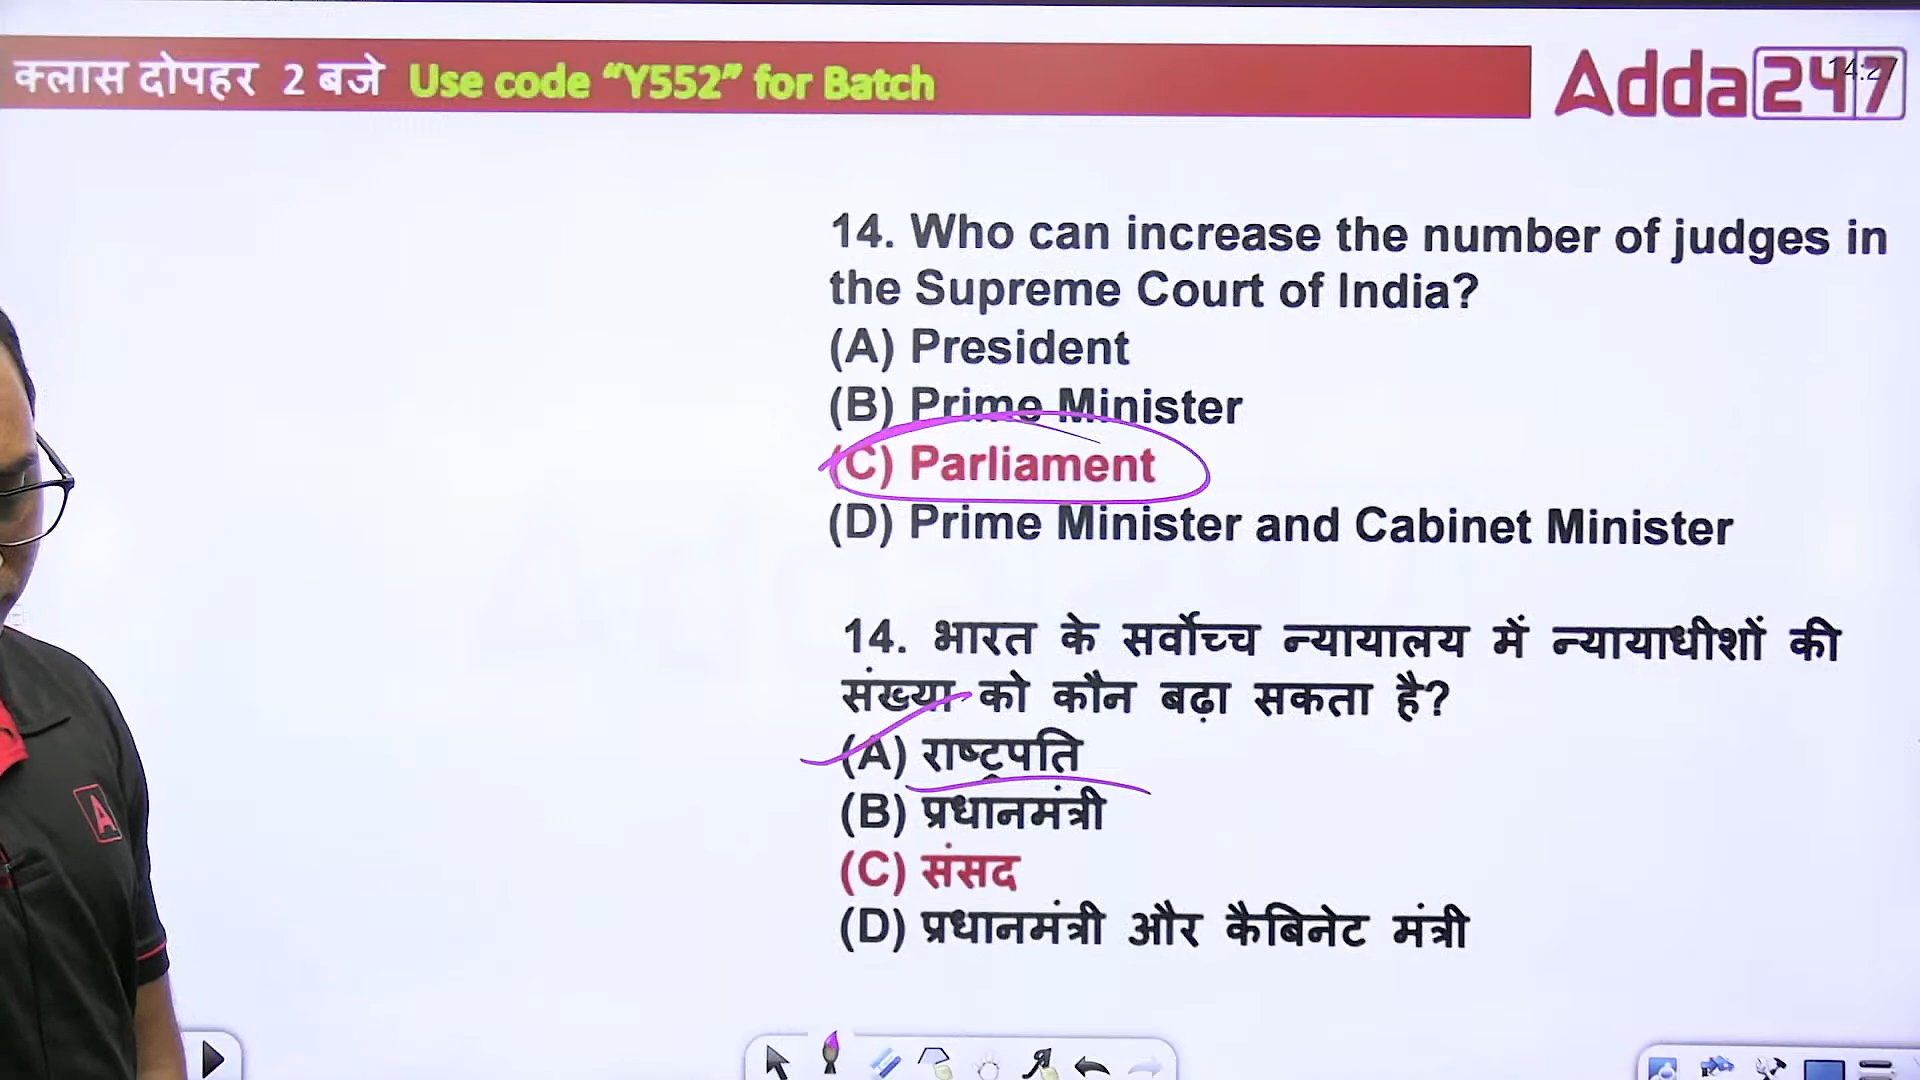 क्लास दोपहर 2 बजे Use code “Y552” for Batch
Adda247
14:27
14. Who can increase the number of judges in
the Supreme Court of India?
(A) President
(B) Prime Minister
(C) Parliament
(D) Prime Minister and Cabinet Minister
14. भारत के सर्वोच्च न्यायालय में न्यायाधीशों की
संख्या को कौन बढ़ा सकता है?
(A) राष्ट्रपति
(B) प्रधानमंत्री
(C) संसद
(D) प्रधानमंत्री और कैबिनेट मंत्री
A